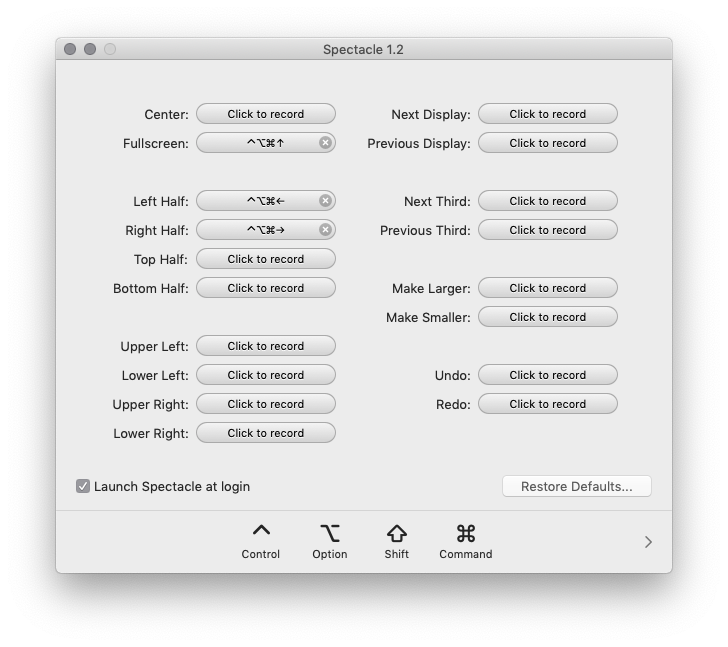 Spectacle 1.2
Center: Click to record
Fullscreen: ^⌥⌘↑
Left Half: ^⌥⌘←
Right Half: ^⌥⌘→
Top Half: Click to record
Bottom Half: Click to record
Upper Left: Click to record
Lower Left: Click to record
Upper Right: Click to record
Lower Right: Click to record
Next Display: Click to record
Previous Display: Click to record
Next Third: Click to record
Previous Third: Click to record
Make Larger: Click to record
Make Smaller: Click to record
Undo: Click to record
Redo: Click to record
Launch Spectacle at login
Restore Defaults...
Control
Option
Shift
Command